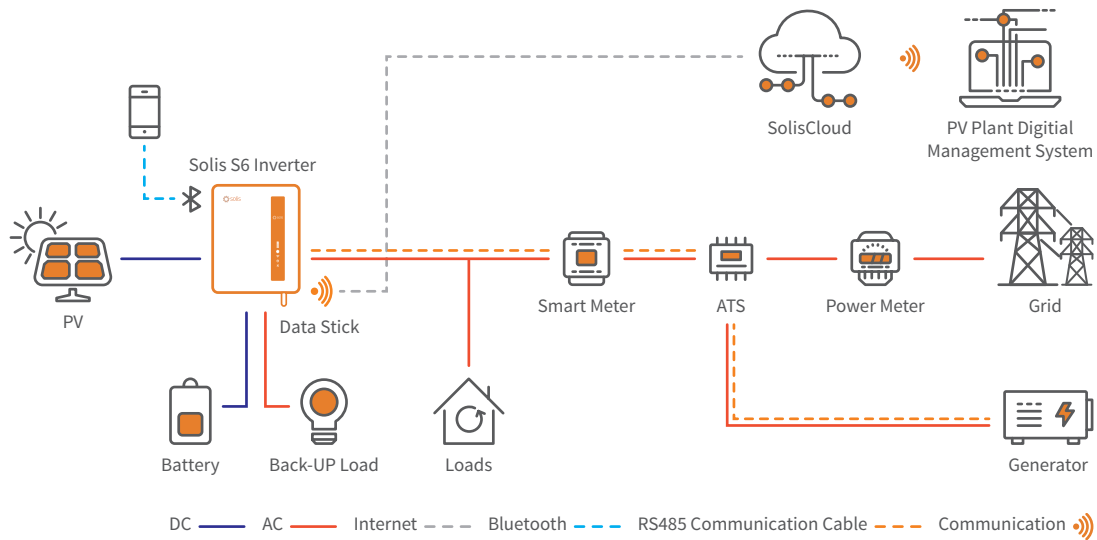 SolisCloud
PV Plant Digitial
Management System
Solis S6 Inverter
solis
PV
Data Stick
Smart Meter
ATS
Power Meter
Grid
Battery
Back-UP Load
Loads
Generator
DC
AC
Internet
Bluetooth
RS485 Communication Cable
Communication